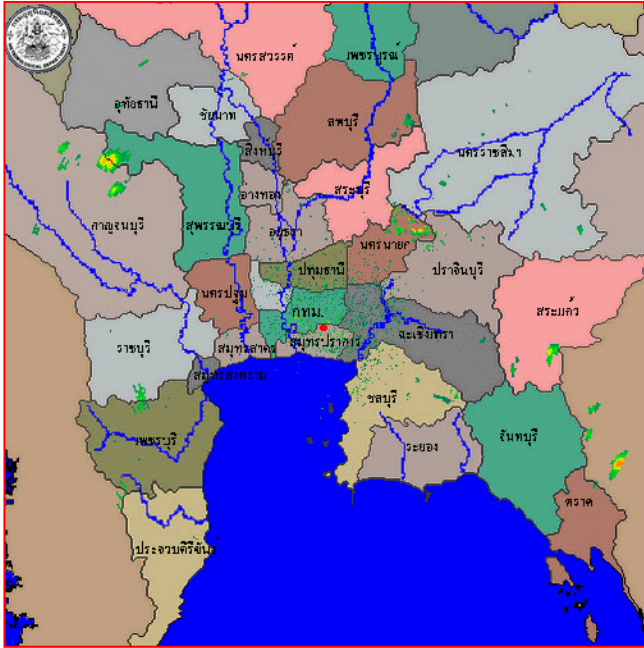 นครสวรรค์
เพชรบูรณ์
อุทัยธานี
ชัยนาท
ลพบุรี
สิงห์บุรี
นครราชสีมา
อ่างทอง
สระบุรี
กาญจนบุรี
สุพรรณบุรี
อยุธยา
นครนายก
ปราจีนบุรี
ปทุมธานี
นครปฐม
กทม.
สระแก้ว
ฉะเชิงเทรา
ราชบุรี
สมุทรสาคร
สมุทรปราการ
สมุทรสงคราม
ชลบุรี
เพชรบุรี
ระยอง
จันทบุรี
ตราด
ประจวบคีรีขันธ์